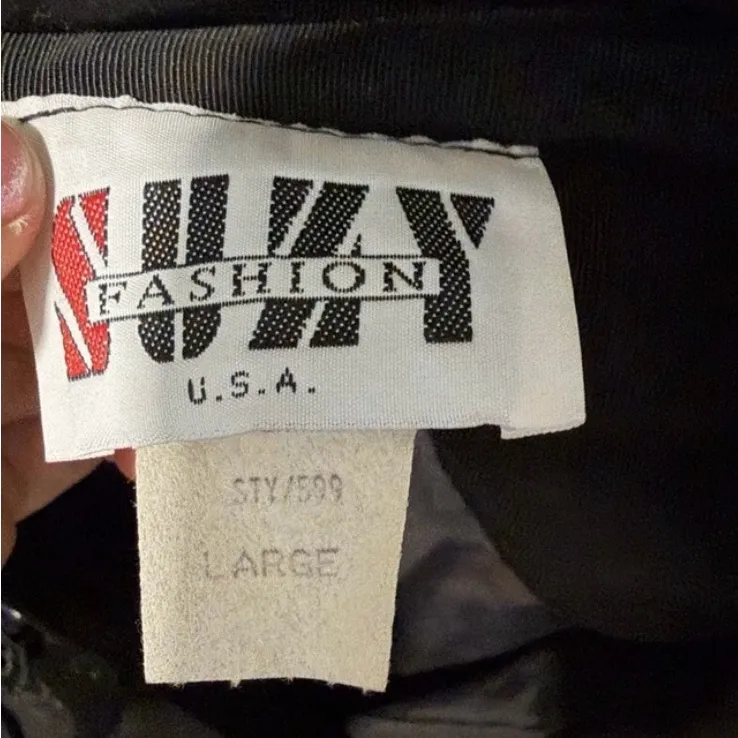 SUZY
FASHION
U.S.A.
STY/599
LARGE